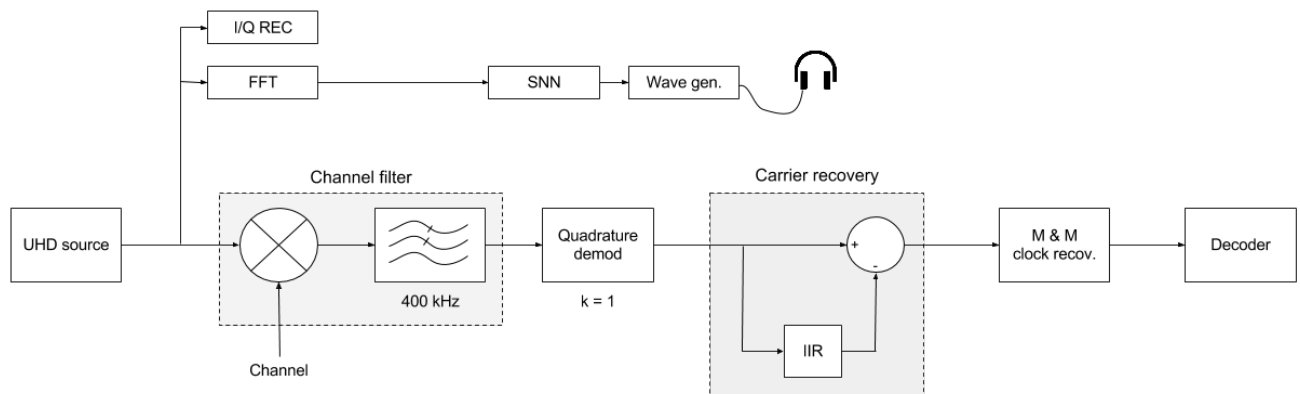 I/Q REC
FFT
SNN
Wave gen.
Channel filter
Carrier recovery
UHD source
Quadrature
demod
+
-
M & M
clock recov.
Decoder
400 kHz
k = 1
IIR
Channel